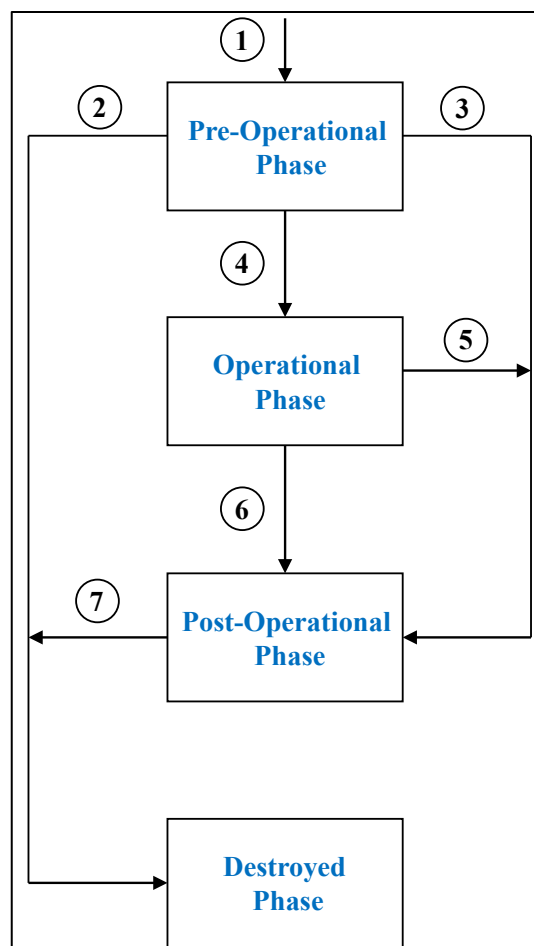 1
2
3
Pre-Operational
Phase
4
Operational
Phase
5
6
7
Post-Operational
Phase
Destroyed
Phase